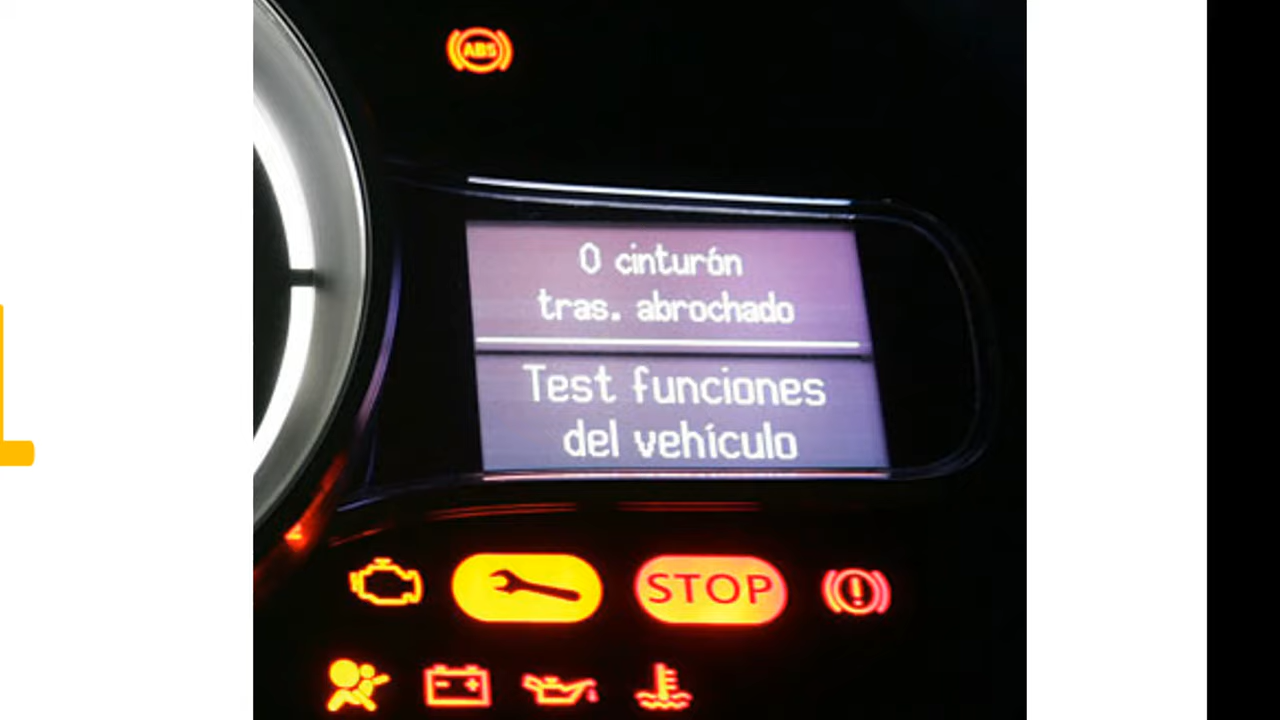 ABS
0 cinturón
tras. abrochado
Test funciones
del vehículo
STOP